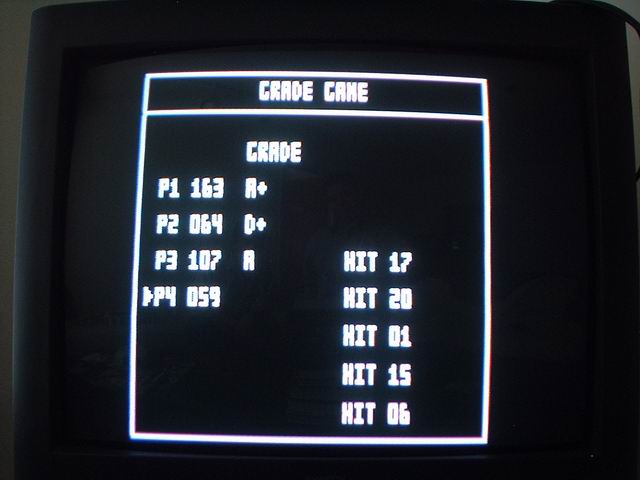 GRADE GAME
GRADE
P1 163 A+
P2 064 D+
P3 107 A HIT 17
P4 059 HIT 20
HIT 01
HIT 15
HIT 06